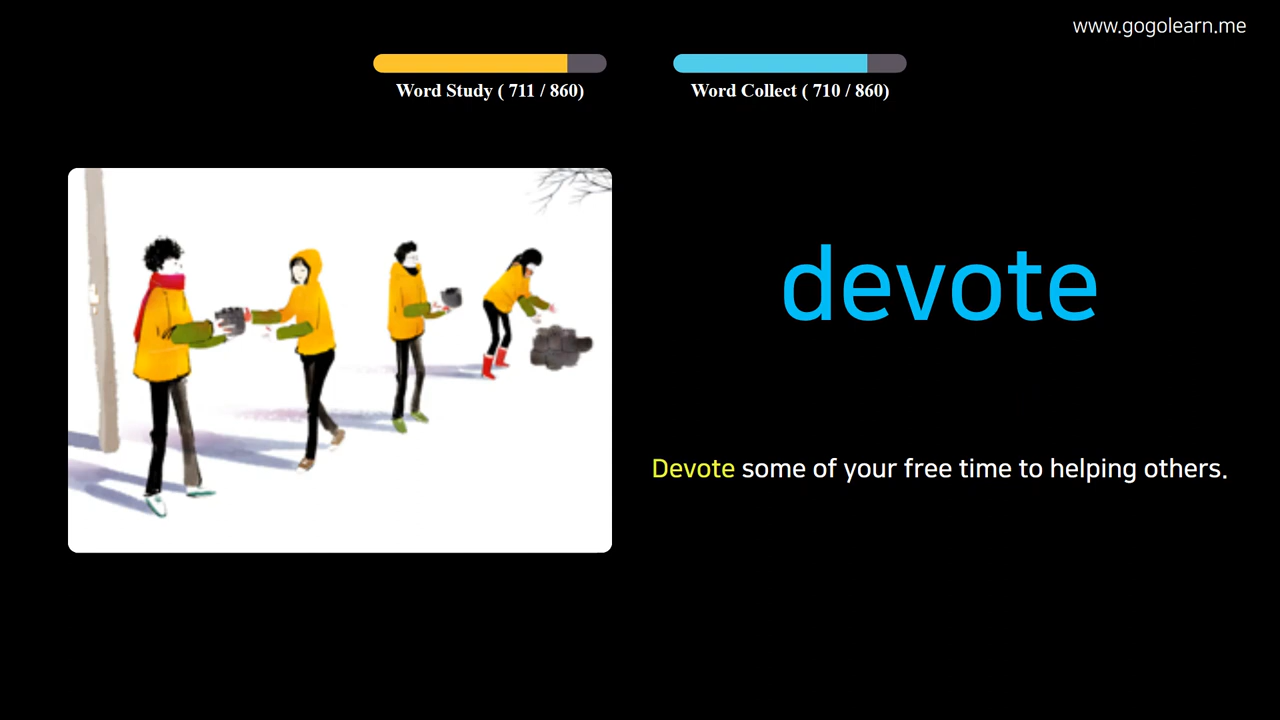 www.gogolearn.me
Word Study ( 711 / 860)
Word Collect ( 710 / 860)
devote
Devote some of your free time to helping others.